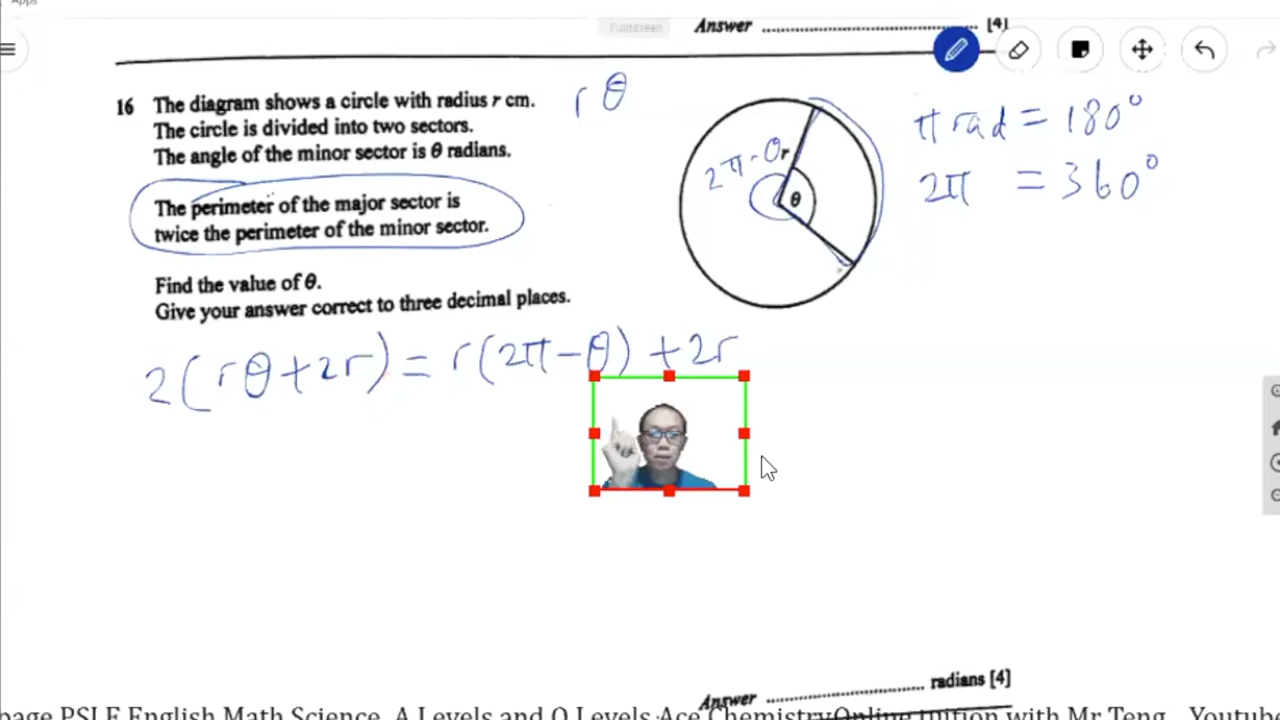 Apps
Fullscreen
Answer ........................................ [4]
16 The diagram shows a circle with radius r cm.
The circle is divided into two sectors.
The angle of the minor sector is θ radians.
rθ
The perimeter of the major sector is
twice the perimeter of the minor sector.
Find the value of θ.
Give your answer correct to three decimal places.
2π-θ
r
θ
π rad = 180°
2π = 360°
2(rθ+2r) = r(2π-θ) + 2r
Answer ........................................ radians [4]
page PSLE English Math Science, A Levels and O Levels Ace Chemistry Online tuition with Mr Teng - Youtube